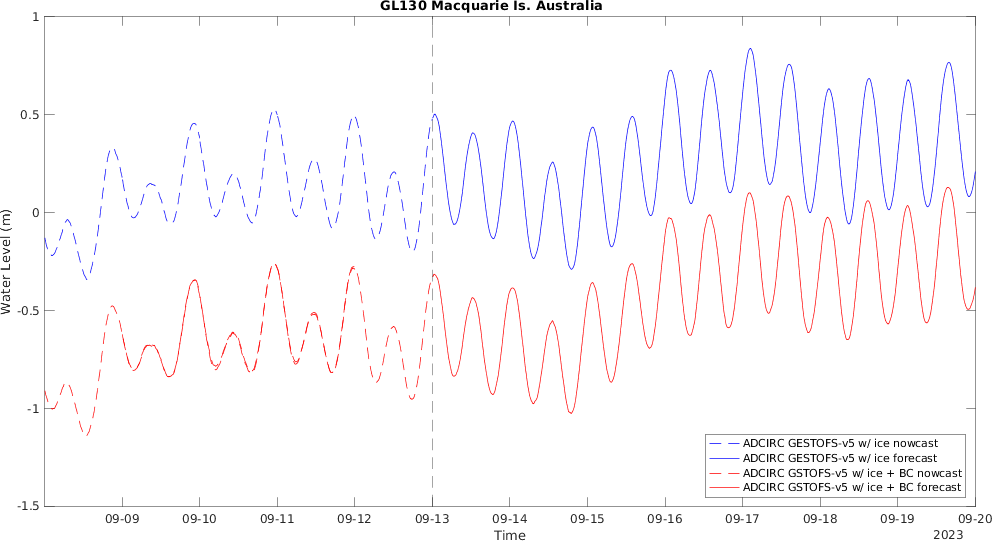 GL130 Macquarie Is. Australia
1
0.5
0
-0.5
-1
-1.5
Water Level (m)
ADCIRC GESTOFS-v5 w/ ice nowcast
ADCIRC GESTOFS-v5 w/ ice forecast
ADCIRC GSTOFS-v5 w/ ice + BC nowcast
ADCIRC GSTOFS-v5 w/ ice + BC forecast
09-09 09-10 09-11 09-12 09-13 09-14 09-15 09-16 09-17 09-18 09-19 09-20
Time
2023